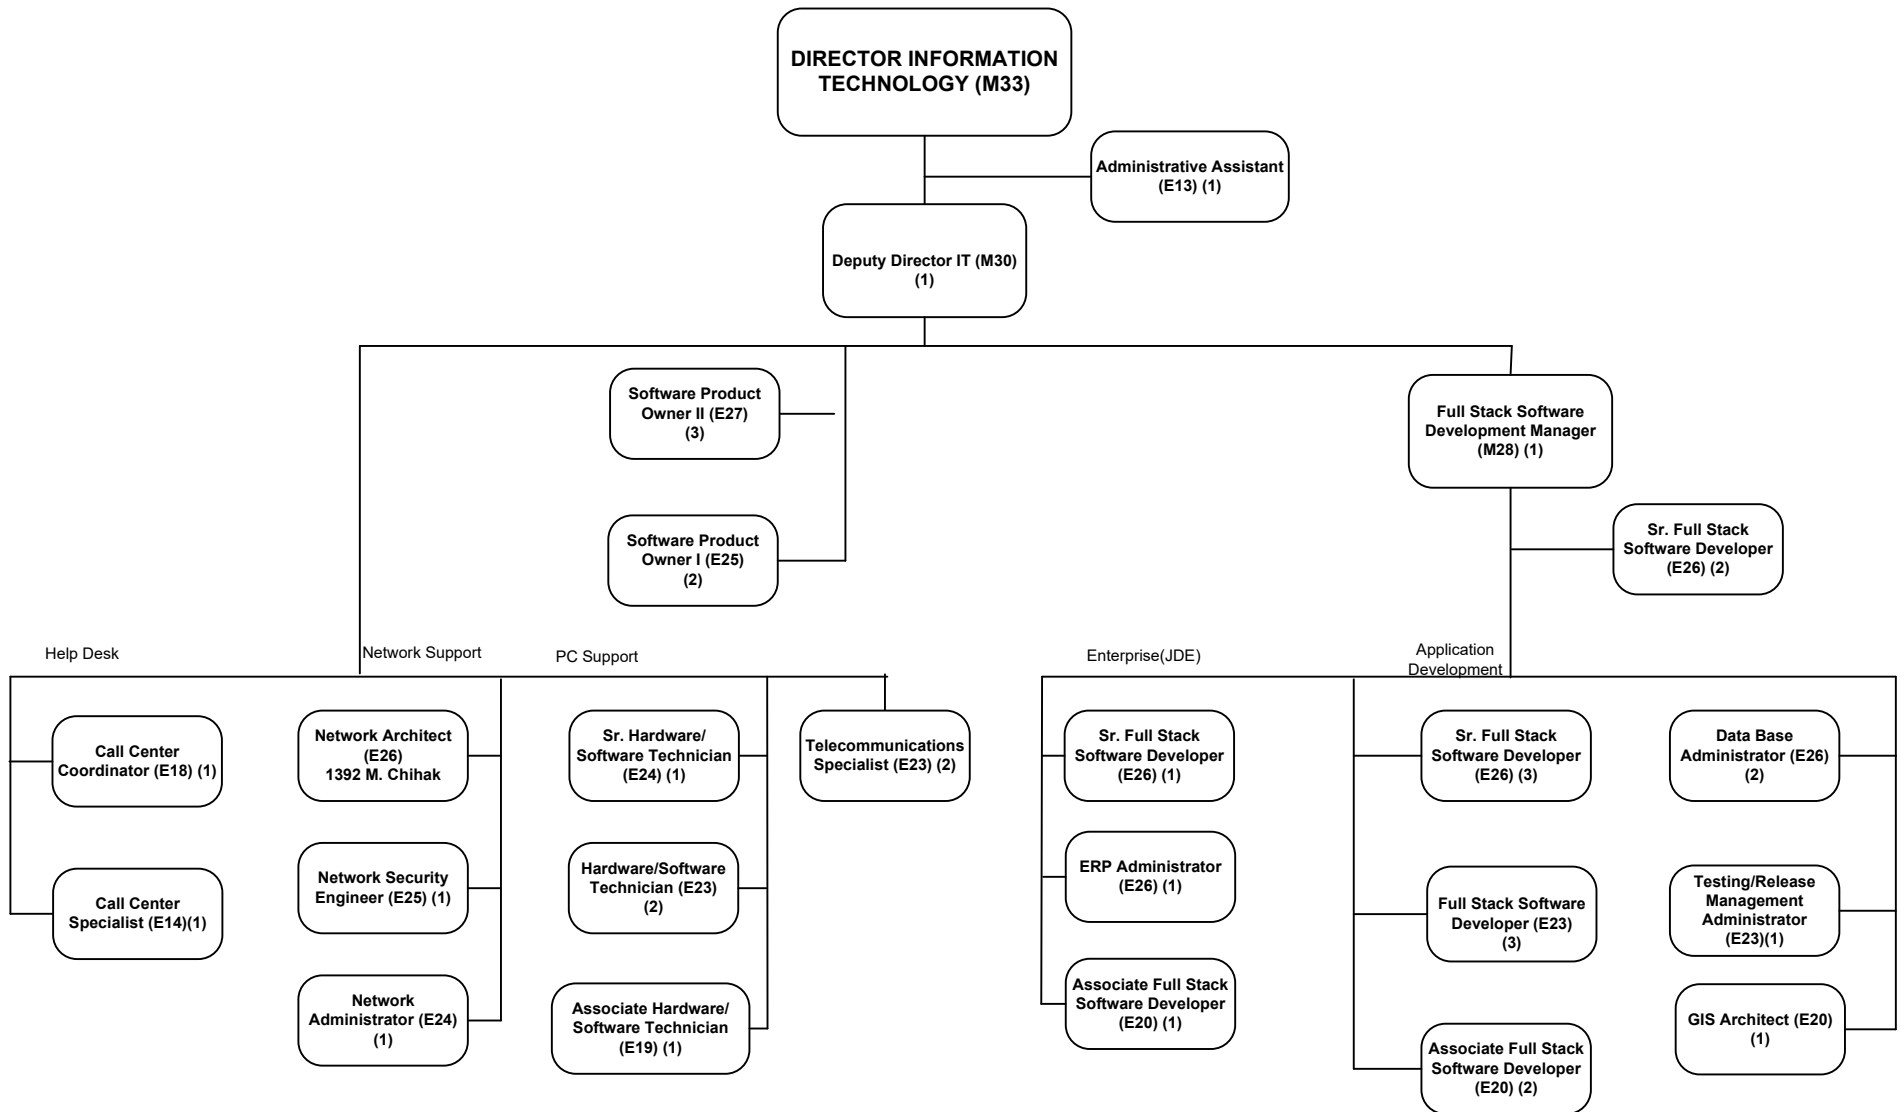 DIRECTOR INFORMATION
TECHNOLOGY (M33)
Administrative Assistant
(E13) (1)
Deputy Director IT (M30)
(1)
Software Product
Owner II (E27)
(3)
Full Stack Software
Development Manager
(M28) (1)
Software Product
Owner I (E25)
(2)
Sr. Full Stack
Software Developer
(E26) (2)
Help Desk
Network Support
PC Support
Enterprise(JDE)
Application
Development
Call Center
Coordinator (E18) (1)
Network Architect
(E26)
1392 M. Chihak
Sr. Hardware/
Software Technician
(E24) (1)
Telecommunications
Specialist (E23) (2)
Sr. Full Stack
Software Developer
(E26) (1)
Sr. Full Stack
Software Developer
(E26) (3)
Data Base
Administrator (E26)
(2)
Call Center
Specialist (E14)(1)
Network Security
Engineer (E25) (1)
Hardware/Software
Technician (E23)
(2)
ERP Administrator
(E26) (1)
Full Stack Software
Developer (E23)
(3)
Testing/Release
Management
Administrator
(E23)(1)
Network
Administrator (E24)
(1)
Associate Hardware/
Software Technician
(E19) (1)
Associate Full Stack
Software Developer
(E20) (1)
Associate Full Stack
Software Developer
(E20) (2)
GIS Architect (E20)
(1)